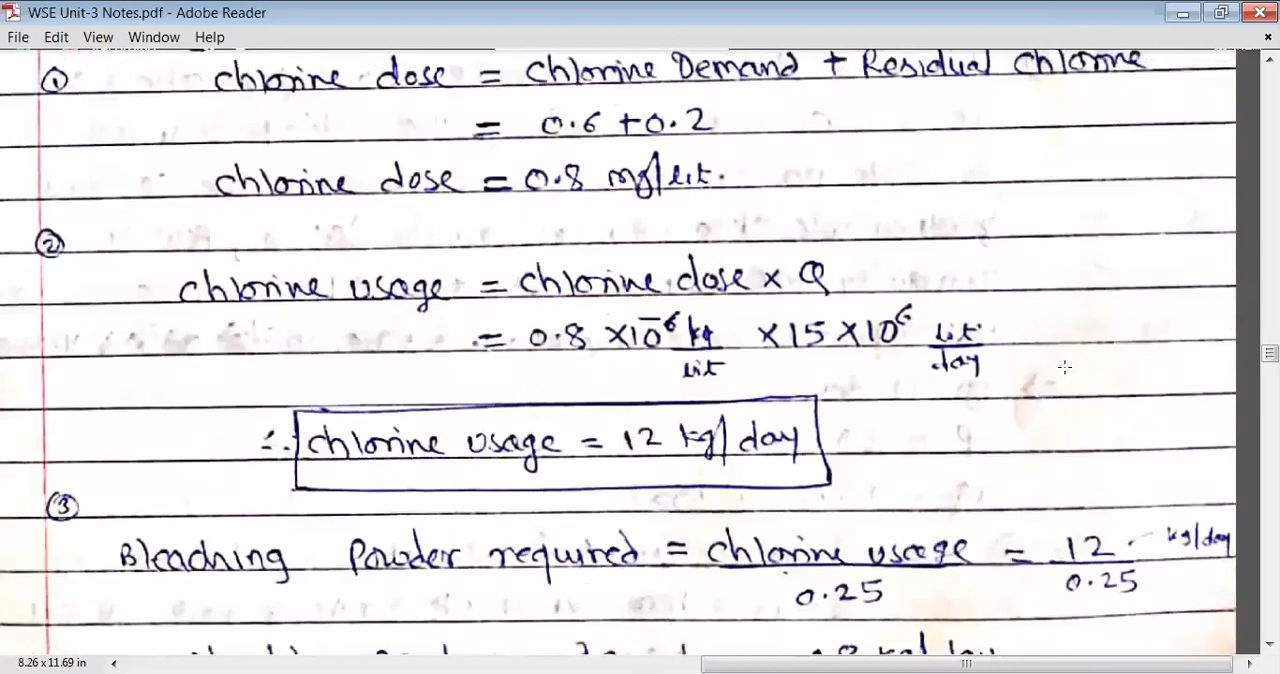 WSE Unit-3 Notes.pdf - Adobe Reader
File Edit View Window Help
① chlorine dose = chlorine Demand + Residual chlorine
= 0.6 + 0.2
chlorine dose = 0.8 mg/lit.
②
chlorine usage = chlorine dose × Q
= 0.8 × 10⁻⁶ kg/lit × 15 × 10⁶ lit/day
∴ chlorine usage = 12 kg/day
③
Bleaching Powder required = chlorine usage / 0.25 = 12 / 0.25 kg/day
8.26 x 11.69 in